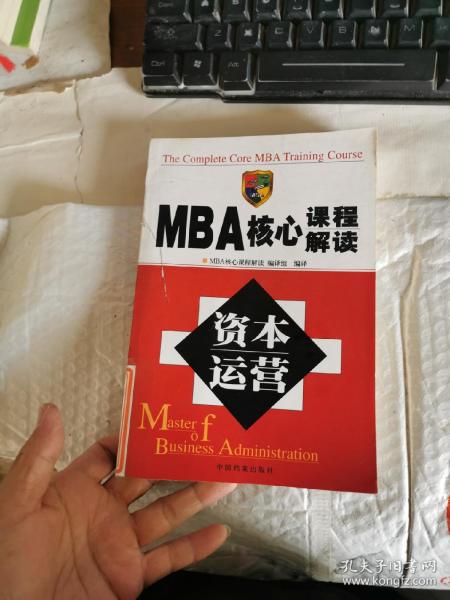 The Complete Core MBA Training Course
MBA核心课程解读
MBA核心课程解读 编译组 编译
资本
运营
Master of
Business Administration
中国档案出版社
Ctrl
Alt
孔夫子旧书网
www.kongfz.com